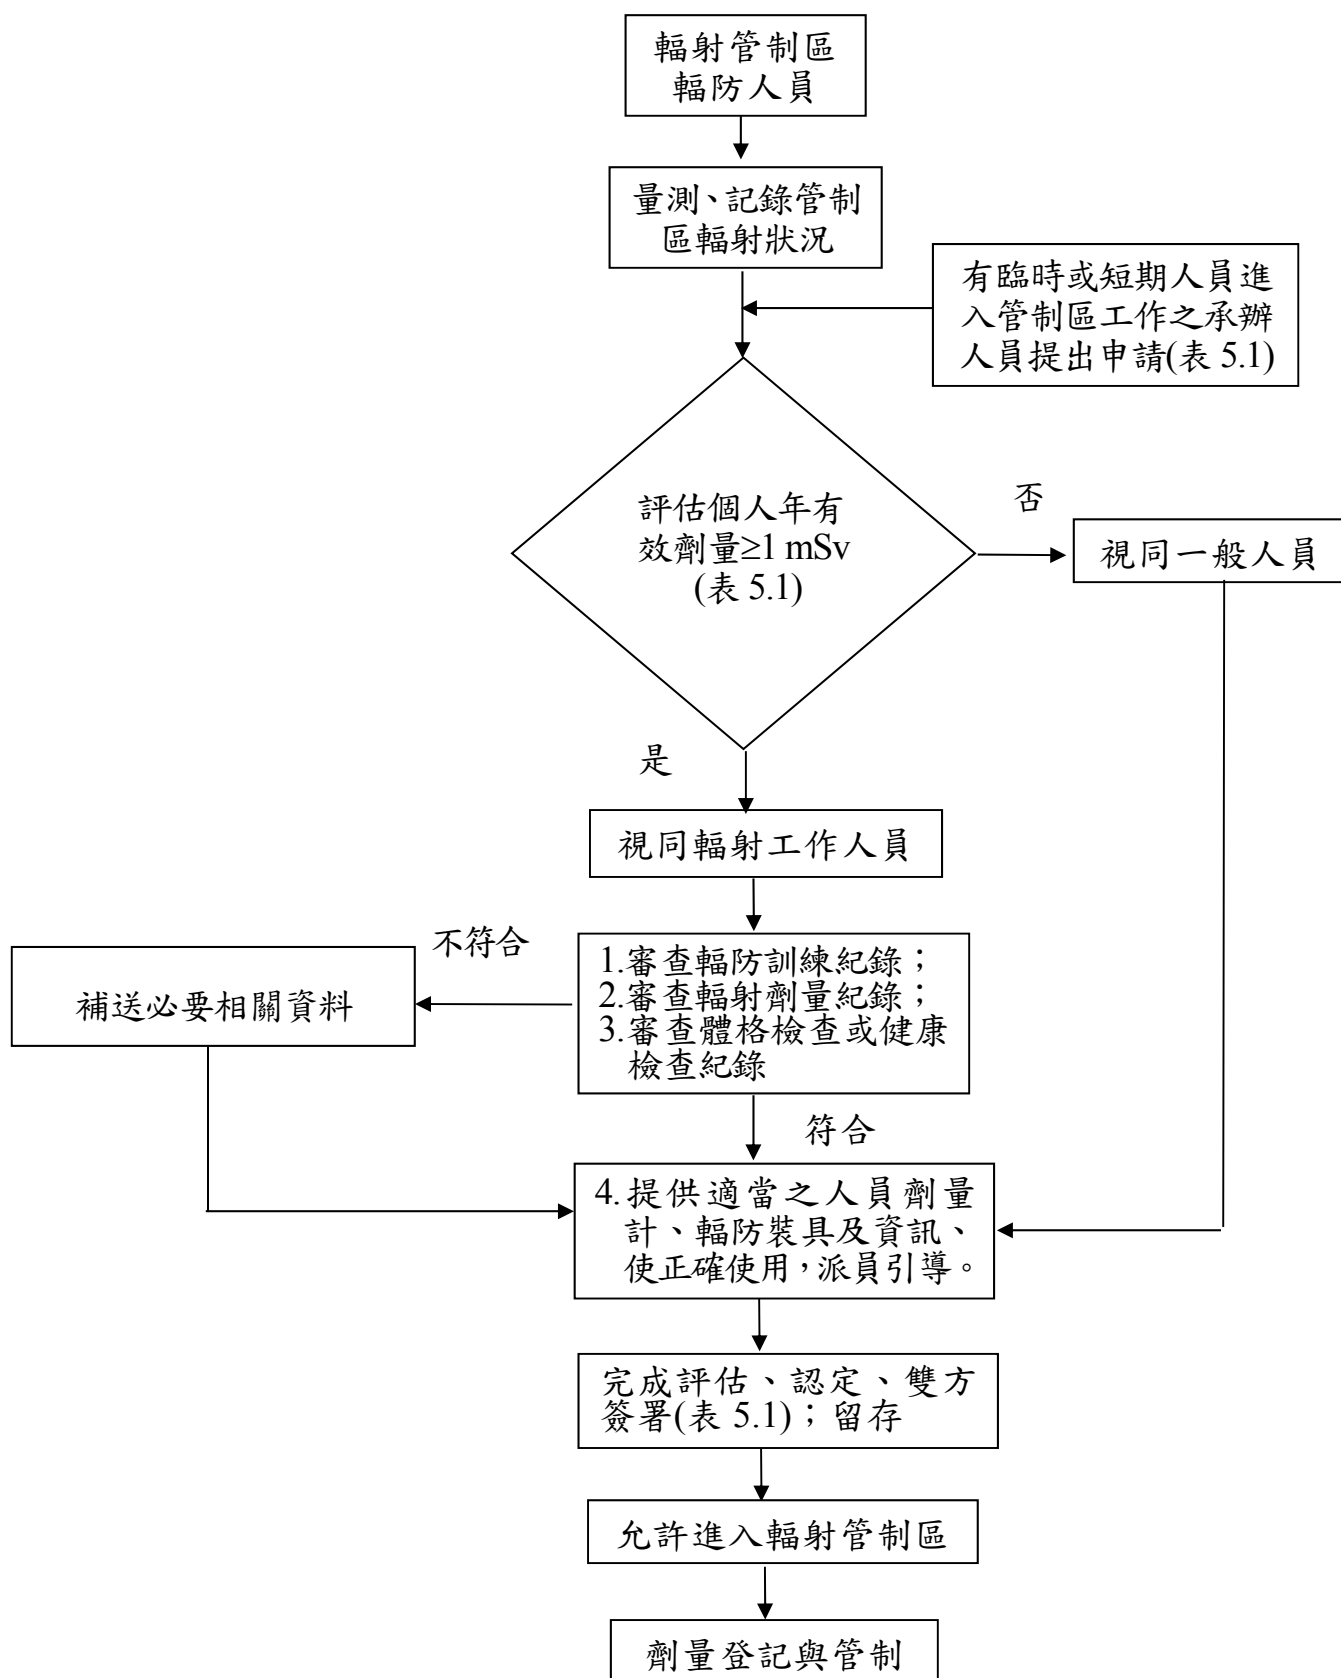 輻射管制區
輻防人員
量測、記錄管制
區輻射狀況
有臨時或短期人員進
入管制區工作之承辦
人員提出申請(表 5.1)
評估個人年有
效劑量≥1 mSv
(表 5.1)
否
視同一般人員
是
視同輻射工作人員
不符合
補送必要相關資料
1.審查輻防訓練紀錄；
2.審查輻射劑量紀錄；
3.審查體格檢查或健康
檢查紀錄
符合
4.提供適當之人員劑量
計、輻防裝具及資訊、
使正確使用，派員引導。
完成評估、認定、雙方
簽署(表 5.1)；留存
允許進入輻射管制區
劑量登記與管制